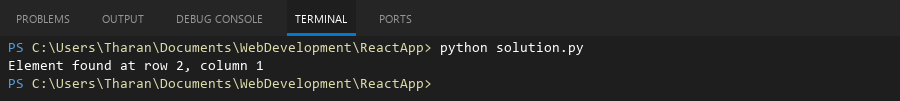 PROBLEMS OUTPUT DEBUG CONSOLE TERMINAL PORTS
PS C:\Users\Tharan\Documents\WebDevelopment\ReactApp> python solution.py
Element found at row 2, column 1
PS C:\Users\Tharan\Documents\WebDevelopment\ReactApp>